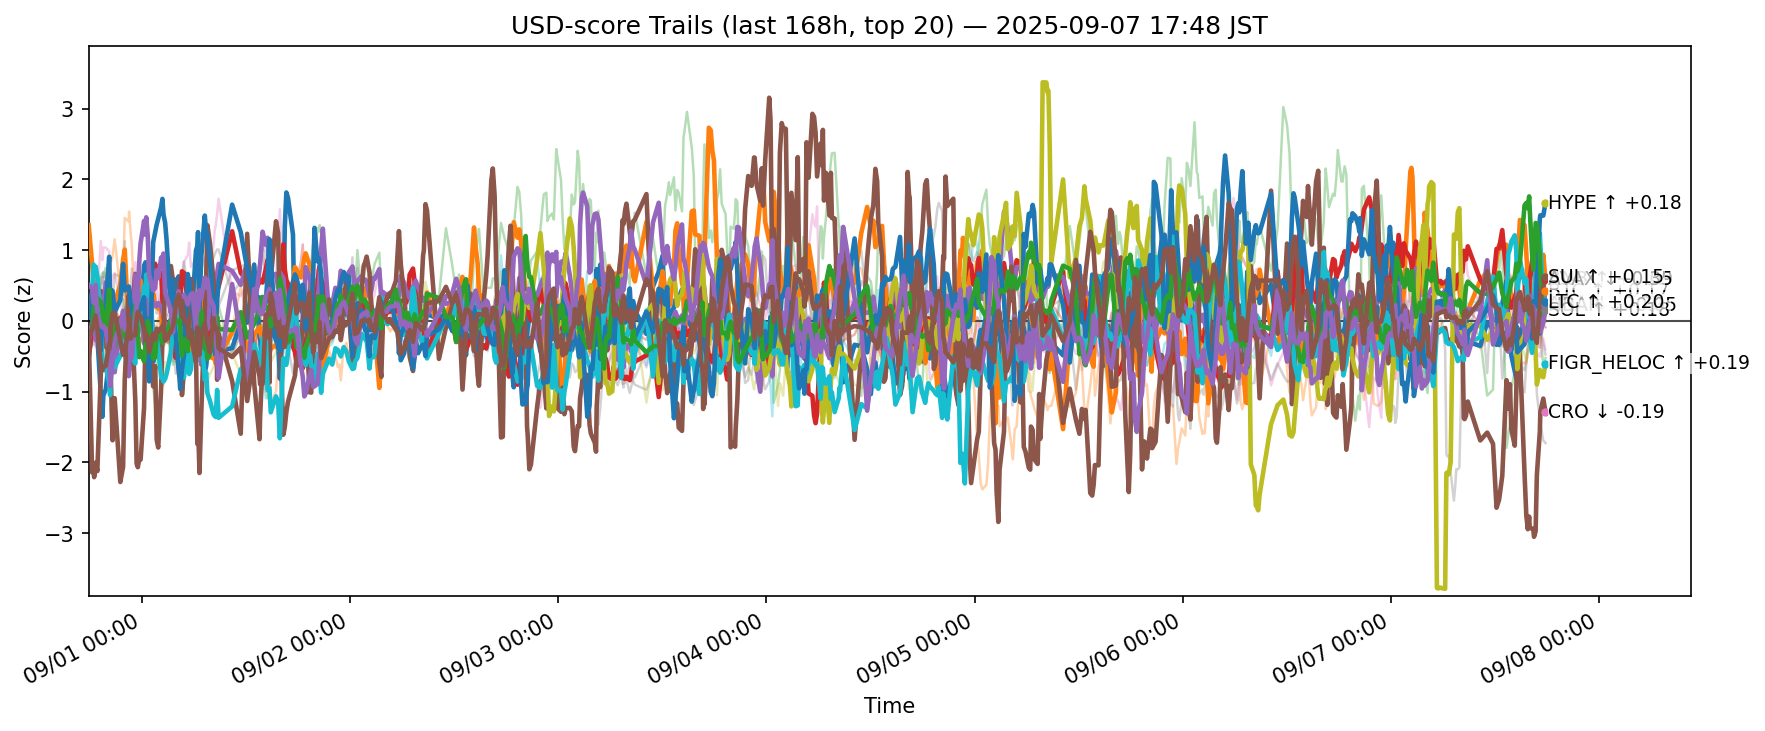 USD-score Trails (last 168h, top 20) — 2025-09-07 17:48 JST
Score (z)
3
2
1
0
−1
−2
−3
HYPE ↑ +0.18
SUI ↑ +0.15
LTC ↑ +0.20
SOL ↑ +0.18
FIGR_HELOC ↑ +0.19
CRO ↓ -0.19
09/01 00:00
09/02 00:00
09/03 00:00
09/04 00:00
09/05 00:00
09/06 00:00
09/07 00:00
09/08 00:00
Time